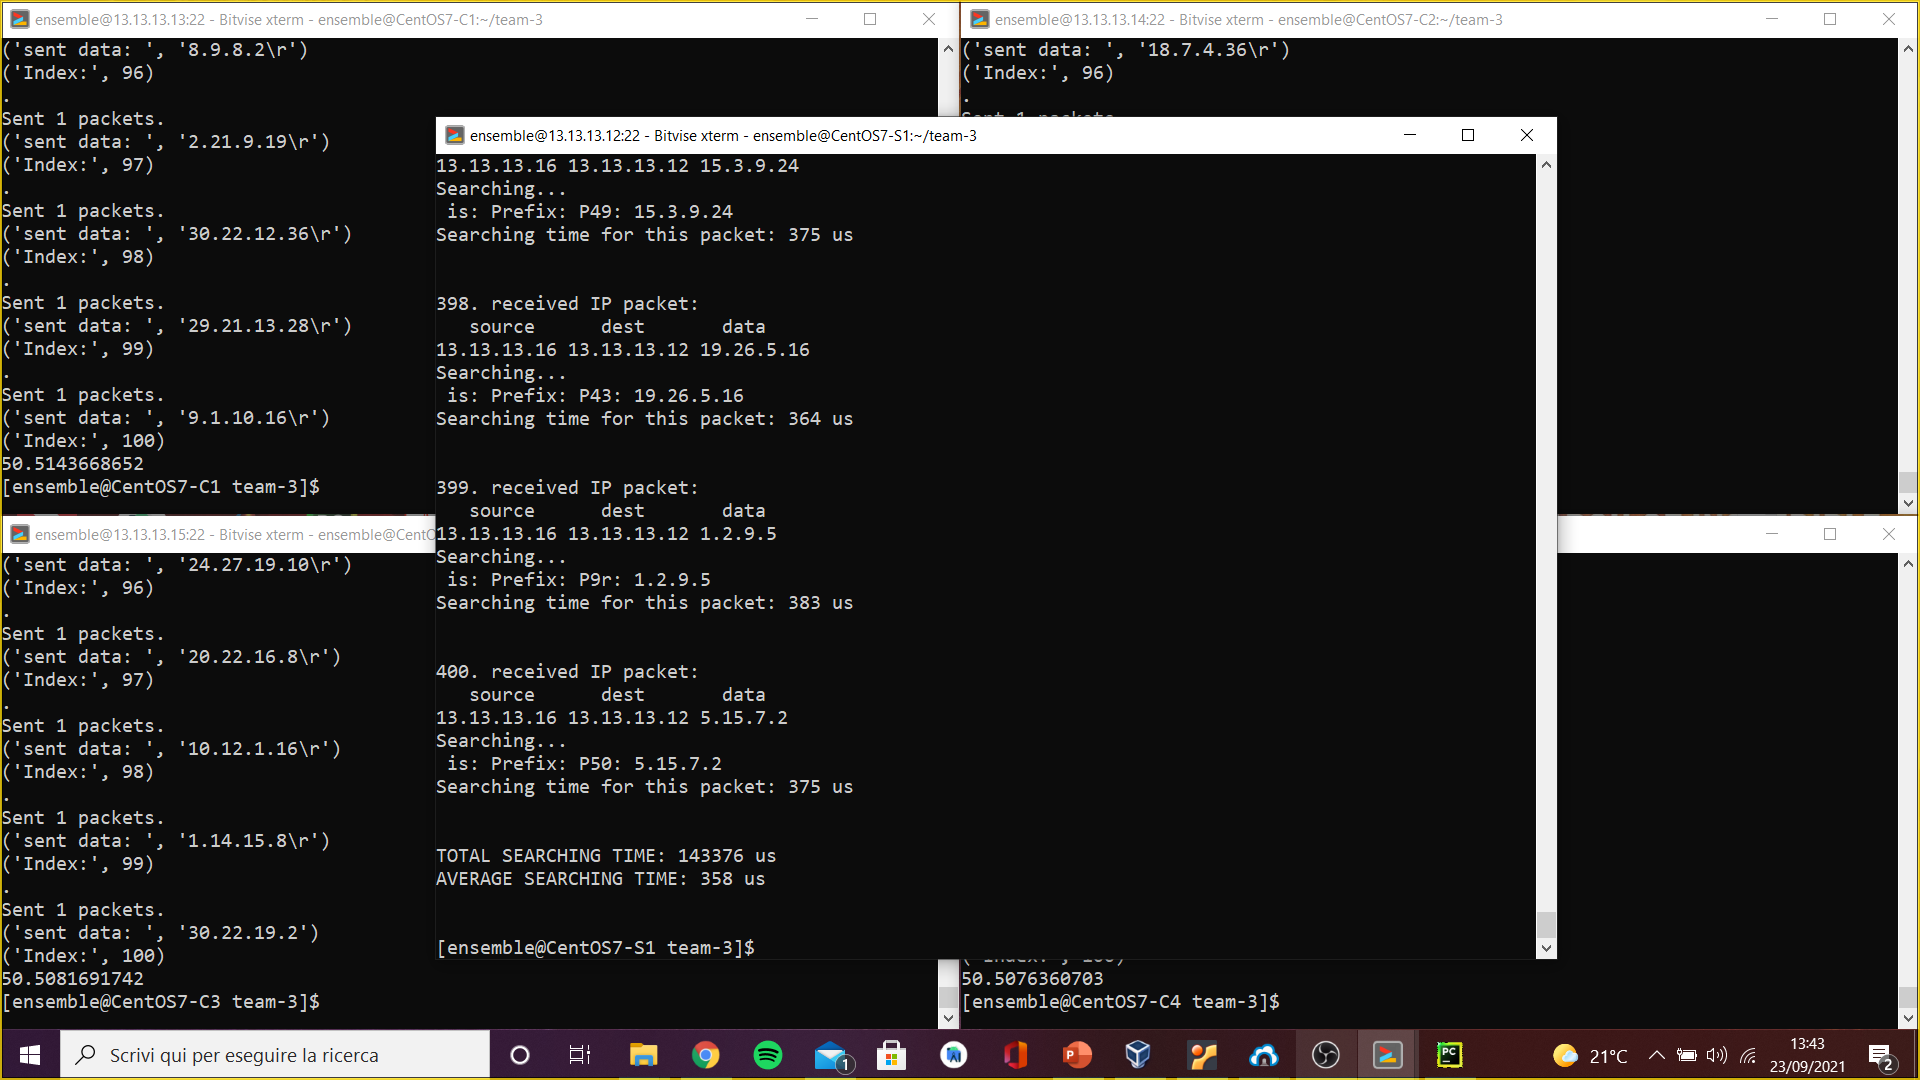 ensemble@13.13.13.13:22 - Bitvise xterm - ensemble@CentOS7-C1:~/team-3
('sent data: ', '8.9.8.2\r')
('Index:', 96)
.
Sent 1 packets.
('sent data: ', '2.21.9.19\r')
('Index:', 97)
.
Sent 1 packets.
('sent data: ', '30.22.12.36\r')
('Index:', 98)
.
Sent 1 packets.
('sent data: ', '29.21.13.28\r')
('Index:', 99)
.
Sent 1 packets.
('sent data: ', '9.1.10.16\r')
('Index:', 100)
50.5143668652
[ensemble@CentOS7-C1 team-3]$
ensemble@13.13.13.14:22 - Bitvise xterm - ensemble@CentOS7-C2:~/team-3
('sent data: ', '18.7.4.36\r')
('Index:', 96)
.
Sent 1 packets.
ensemble@13.13.13.12:22 - Bitvise xterm - ensemble@CentOS7-S1:~/team-3
13.13.13.16 13.13.13.12 15.3.9.24
Searching...
is: Prefix: P49: 15.3.9.24
Searching time for this packet: 375 us
398. received IP packet:
source dest data
13.13.13.16 13.13.13.12 19.26.5.16
Searching...
is: Prefix: P43: 19.26.5.16
Searching time for this packet: 364 us
399. received IP packet:
source dest data
13.13.13.16 13.13.13.12 1.2.9.5
Searching...
is: Prefix: P9r: 1.2.9.5
Searching time for this packet: 383 us
400. received IP packet:
source dest data
13.13.13.16 13.13.13.12 5.15.7.2
Searching...
is: Prefix: P50: 5.15.7.2
Searching time for this packet: 375 us
TOTAL SEARCHING TIME: 143376 us
AVERAGE SEARCHING TIME: 358 us
[ensemble@CentOS7-S1 team-3]$
ensemble@13.13.13.15:22 - Bitvise xterm - ensemble@CentO
('sent data: ', '24.27.19.10\r')
('Index:', 96)
.
Sent 1 packets.
('sent data: ', '20.22.16.8\r')
('Index:', 97)
.
Sent 1 packets.
('sent data: ', '10.12.1.16\r')
('Index:', 98)
.
Sent 1 packets.
('sent data: ', '1.14.15.8\r')
('Index:', 99)
.
Sent 1 packets.
('sent data: ', '30.22.19.2')
('Index:', 100)
50.5081691742
[ensemble@CentOS7-C3 team-3]$
('Index:', 100)
50.5076360703
[ensemble@CentOS7-C4 team-3]$
Scrivi qui per eseguire la ricerca
1
P
PC
21°C
13:43
23/09/2021
2